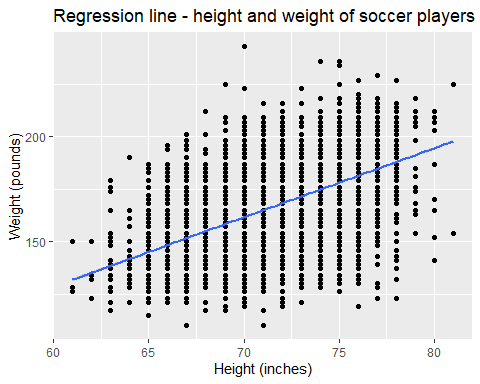 Regression line - height and weight of soccer players
Weight (pounds)
200
150
60
65
70
75
80
Height (inches)